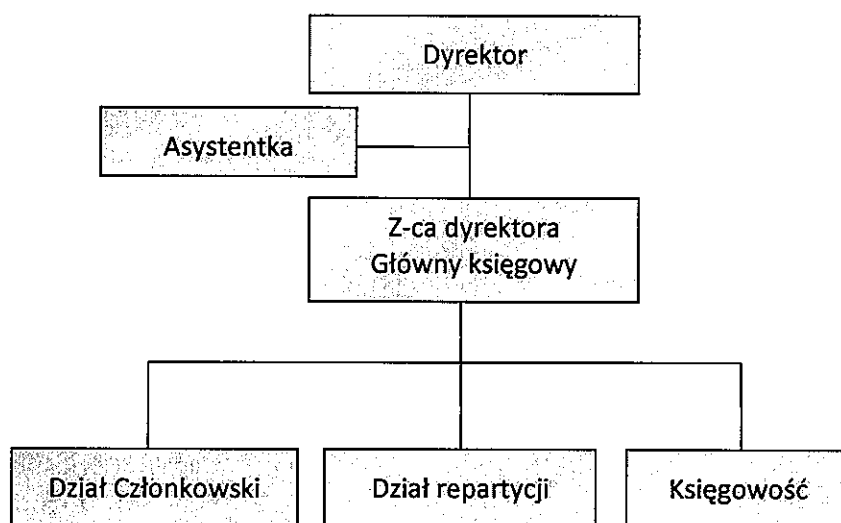 Dyrektor
Asystentka
Z-ca dyrektora
Główny księgowy
Dział Członkowski
Dział repartycji
Księgowość